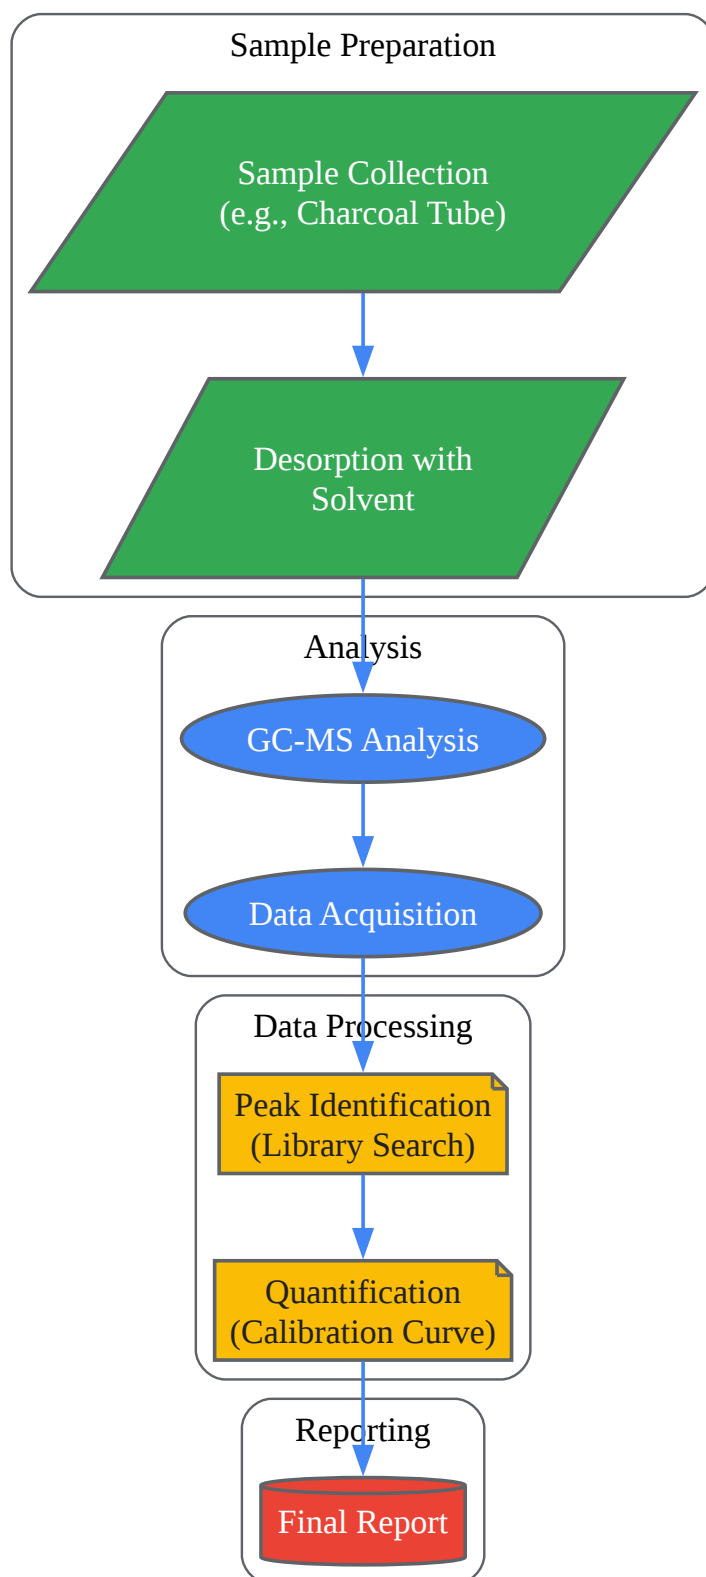 Sample Preparation
Sample Collection
(e.g., Charcoal Tube)
Desorption with
Solvent
Analysis
GC-MS Analysis
Data Acquisition
Data Processing
Peak Identification
(Library Search)
Quantification
(Calibration Curve)
Reporting
Final Report